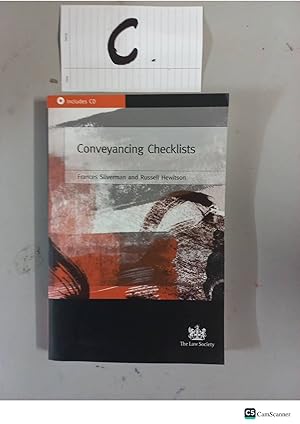 C
Includes CD
Conveyancing Checklists
Frances Silverman and Russell Hewitson
The Law Society
CS CamScanner